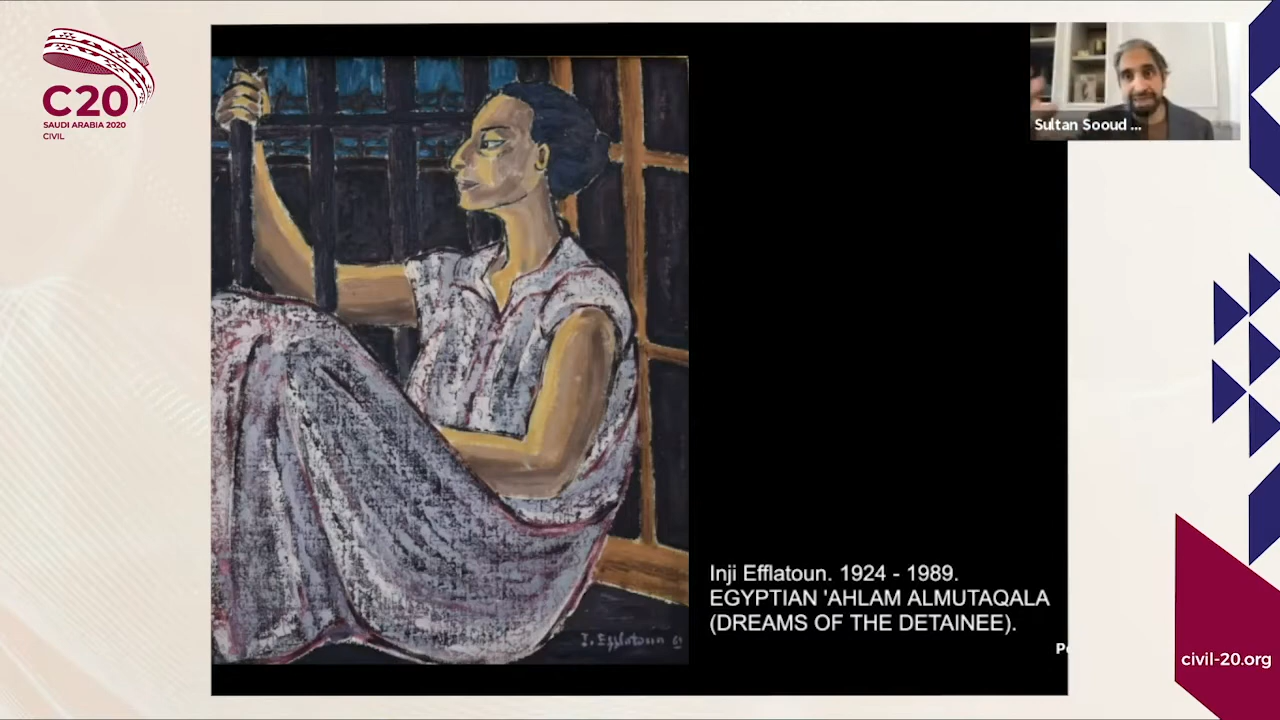 C20
SAUDI ARABIA 2020
CIVIL
Sultan Sooud ...
I. Efflatoun 61
Inji Efflatoun. 1924 - 1989.
EGYPTIAN 'AHLAM ALMUTAQALA
(DREAMS OF THE DETAINEE).
civil-20.org